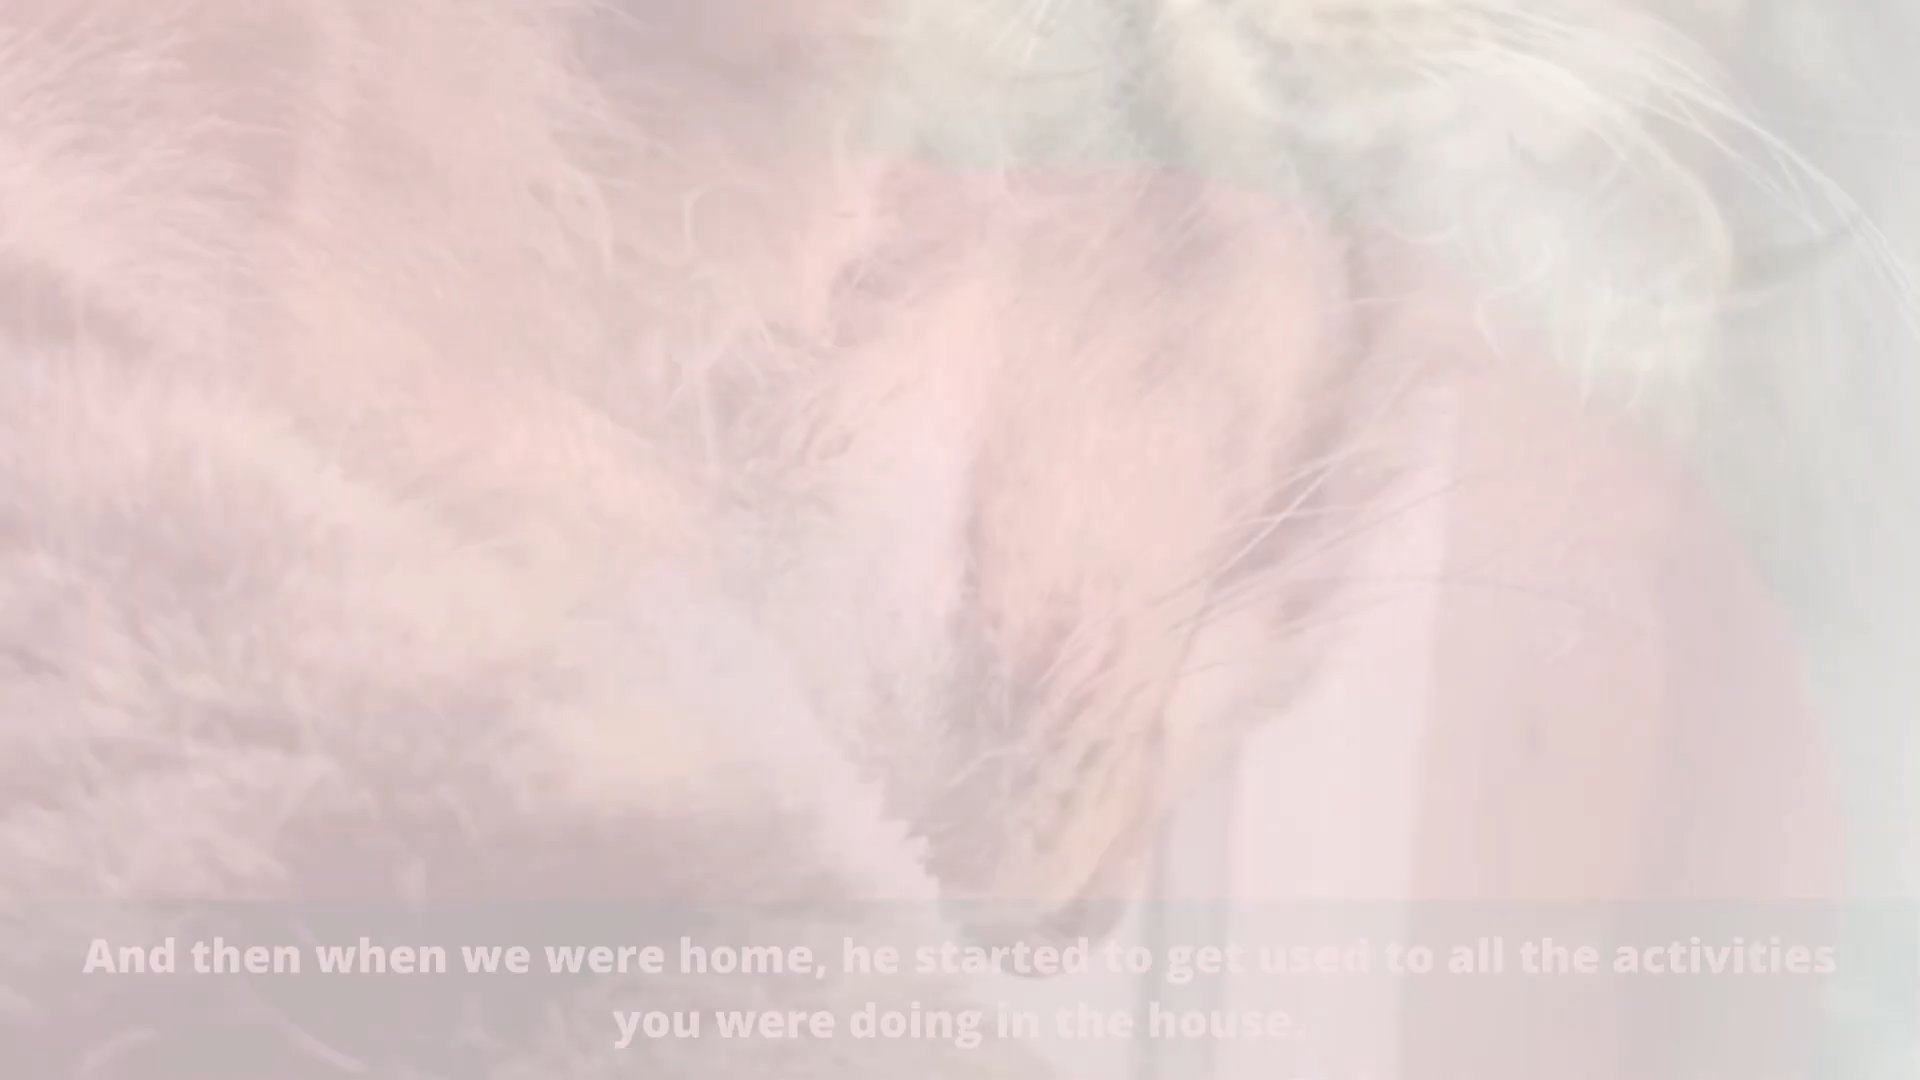 And then when we were home, he started to get used to all the activities
you were doing in the house.